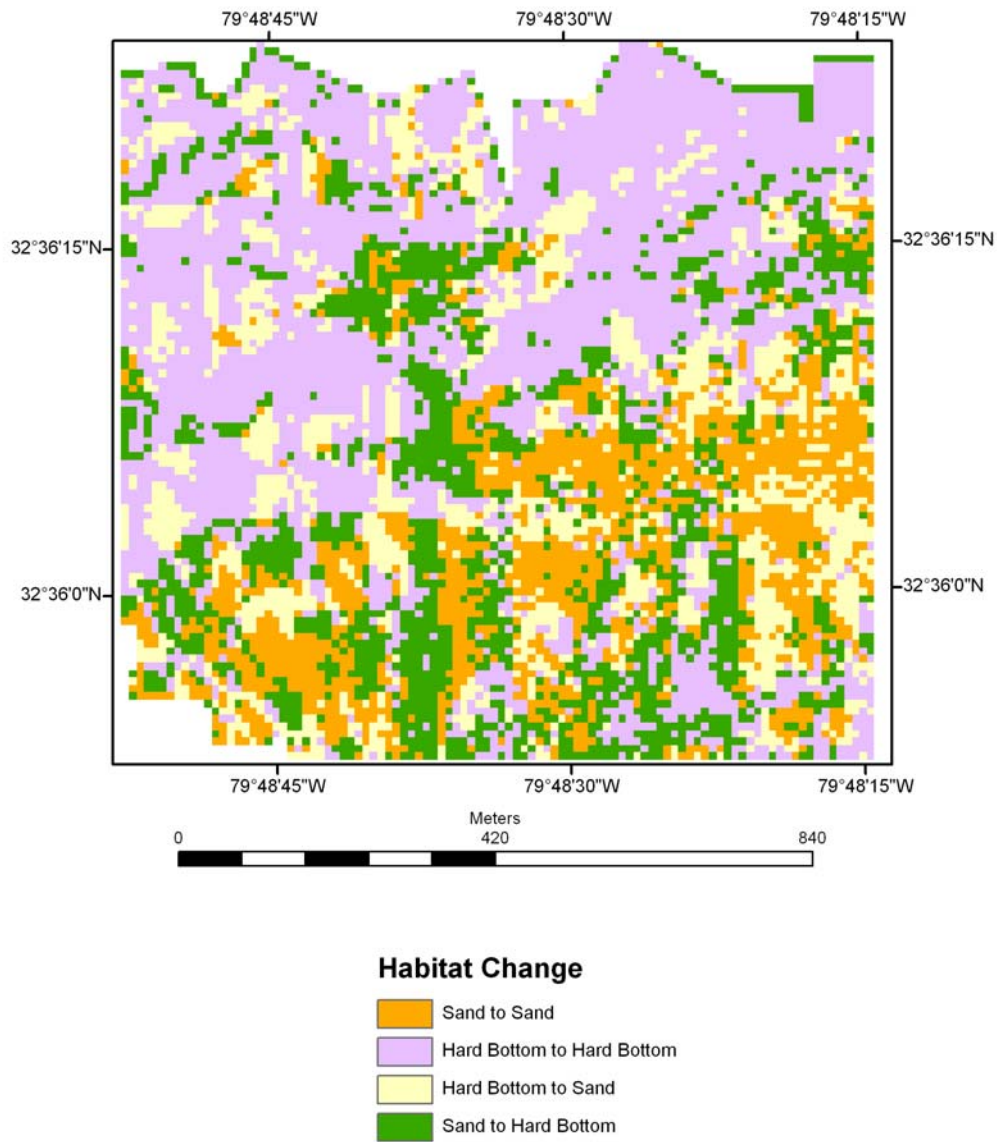 79°48'45"W 79°48'30"W 79°48'15"W
32°36'15"N 32°36'15"N
32°36'0"N 32°36'0"N
79°48'45"W 79°48'30"W 79°48'15"W
Meters
0 420 840
Habitat Change
Sand to Sand
Hard Bottom to Hard Bottom
Hard Bottom to Sand
Sand to Hard Bottom